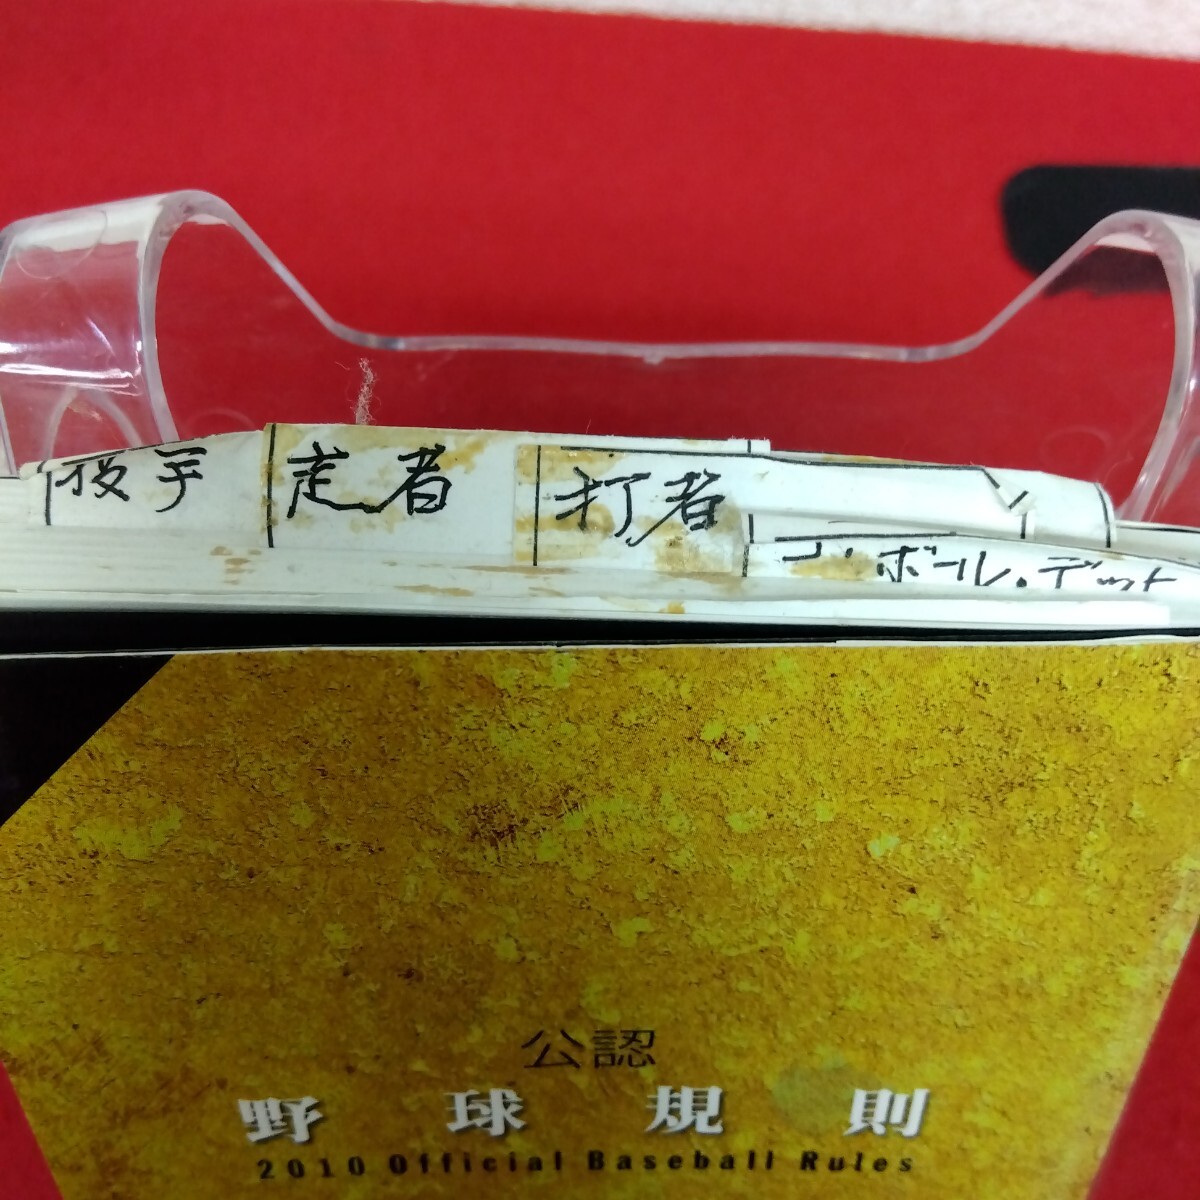 投手
走者
打者
ボール・デット
公認
野球規則
2010 Official Baseball Rules